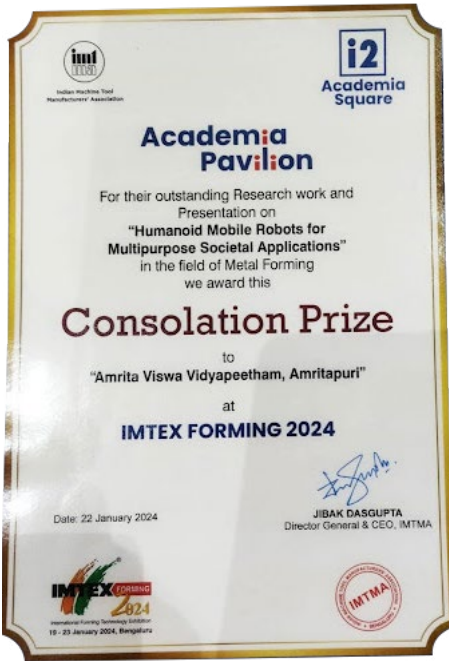 imt
ma
Indian Machine Tool
Manufacturers' Association
i2
Academia
Square
Academia
Pavilion
For their outstanding Research work and
Presentation on
“Humanoid Mobile Robots for
Multipurpose Societal Applications”
in the field of Metal Forming
we award this
Consolation Prize
to
“Amrita Viswa Vidyapeetham, Amritapuri”
at
IMTEX FORMING 2024
JIBAK DASGUPTA
Director General & CEO, IMTMA
Date: 22 January 2024
IMTEX FORMING
2024
International Forming Technology Exhibition
19 - 23 January 2024, Bengaluru
IMTMA